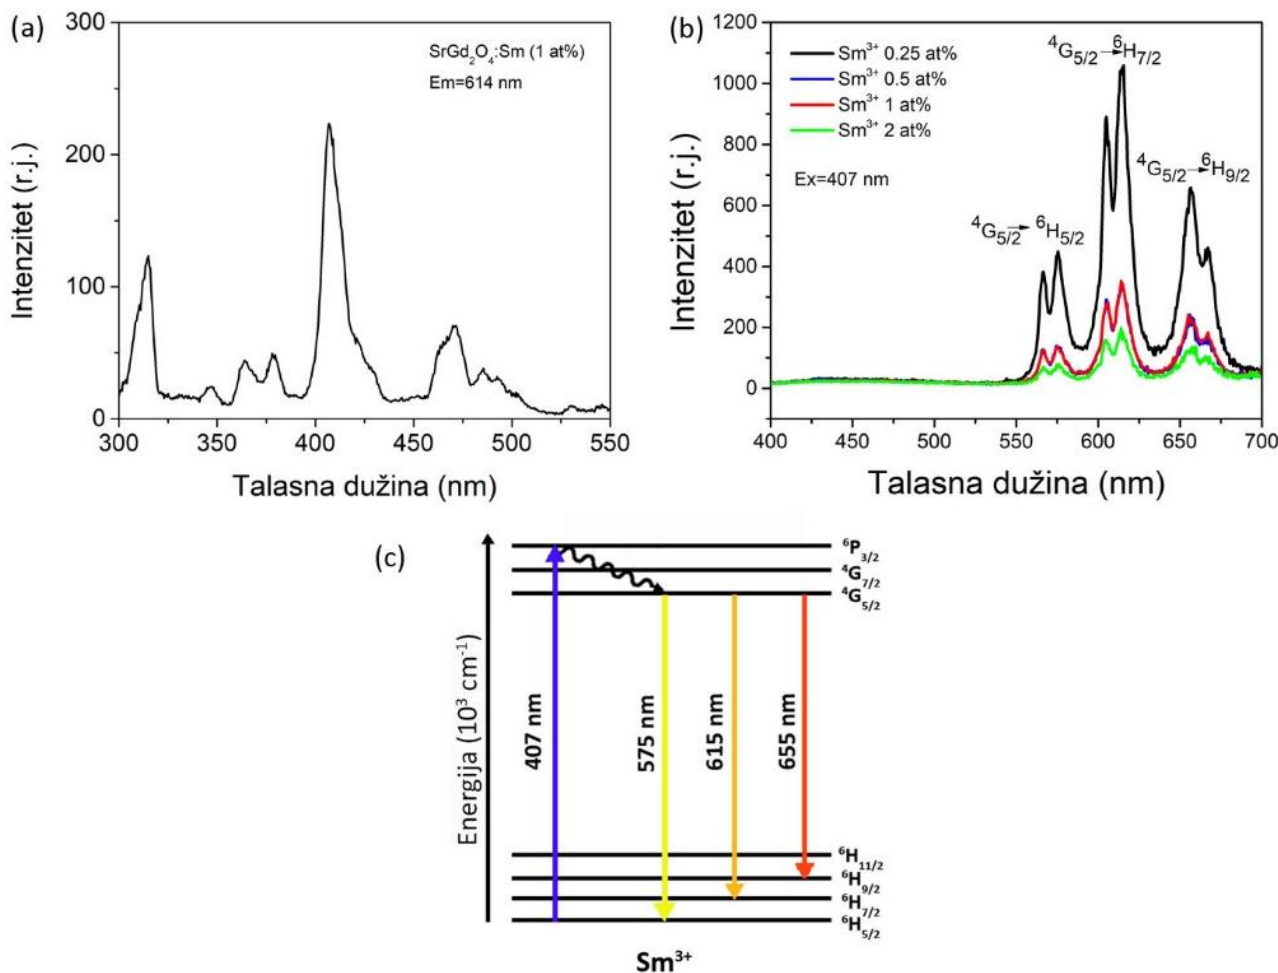 (a)
SrGd₂O₄:Sm (1 at%)
Em=614 nm
Intenzitet (r.j.)
300
200
100
0
300 350 400 450 500 550
Talasna dužina (nm)
(b)
Sm³⁺ 0.25 at%
Sm³⁺ 0.5 at%
Sm³⁺ 1 at%
Sm³⁺ 2 at%
Ex=407 nm
⁴G₅/₂→⁶H₇/₂
⁴G₅/₂→⁶H₉/₂
⁴G₅/₂→⁶H₅/₂
Intenzitet (r.j.)
1200
1000
800
600
400
200
0
400 450 500 550 600 650 700
Talasna dužina (nm)
(c)
Energija (10³ cm⁻¹)
407 nm
575 nm
615 nm
655 nm
⁶P₃/₂
⁴G₇/₂
⁴G₅/₂
⁶H₁₁/₂
⁶H₉/₂
⁶H₇/₂
⁶H₅/₂
Sm³⁺